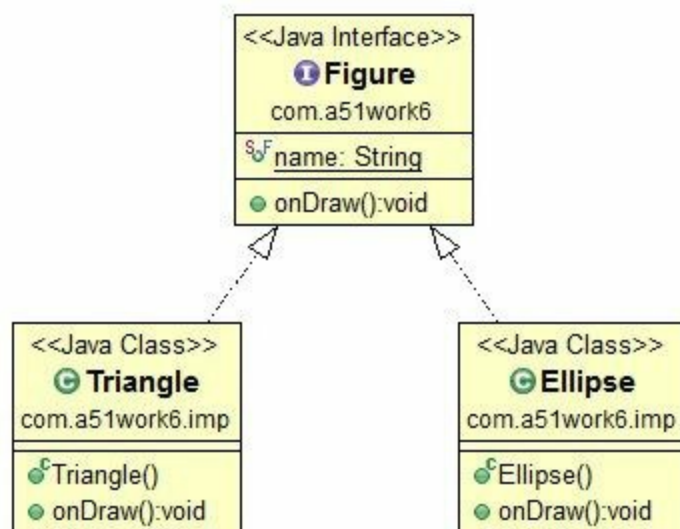 <<Java Interface>>
I Figure
com.a51work6
S F name: String
onDraw():void
<<Java Class>>
C Triangle
com.a51work6.imp
C Triangle()
onDraw():void
<<Java Class>>
C Ellipse
com.a51work6.imp
C Ellipse()
onDraw():void